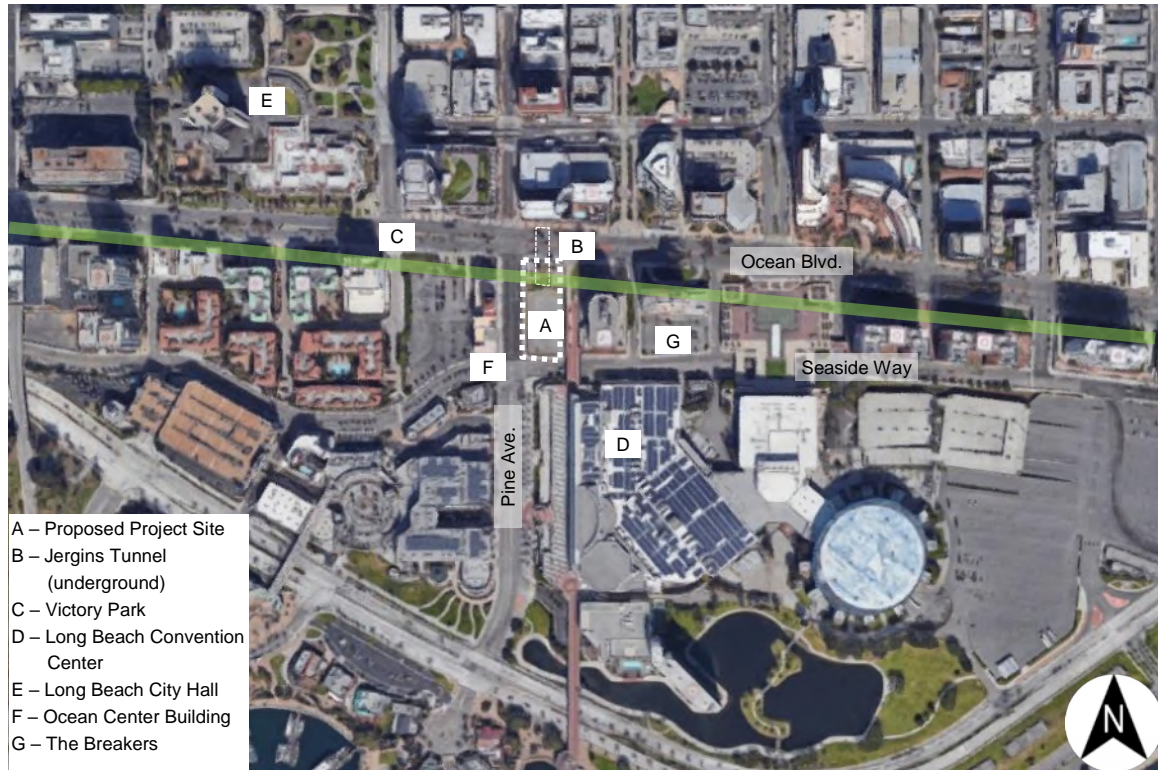 E
C
B
Ocean Blvd.
A
G
F
Seaside Way
Pine Ave.
D
A – Proposed Project Site
B – Jergins Tunnel
(underground)
C – Victory Park
D – Long Beach Convention
Center
E – Long Beach City Hall
F – Ocean Center Building
G – The Breakers
N